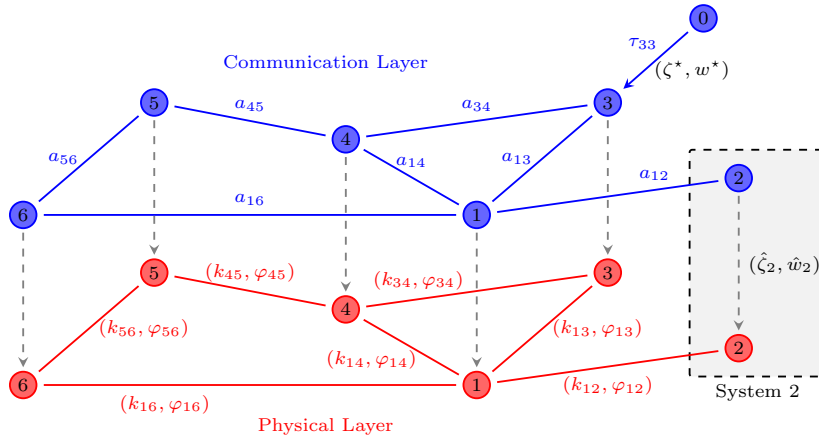 0
τ₃₃
(ζ*, w*)
Communication Layer
5
a₄₅
a₃₄
3
4
a₅₆
a₁₄
a₁₃
a₁₂
2
a₁₆
6
1
5
(k₄₅, φ₄₅)
(k₃₄, φ₃₄)
3
(ζ̂₂, ŵ₂)
4
(k₅₆, φ₅₆)
(k₁₃, φ₁₃)
(k₁₄, φ₁₄)
2
6
1
(k₁₆, φ₁₆)
(k₁₂, φ₁₂)
System 2
Physical Layer